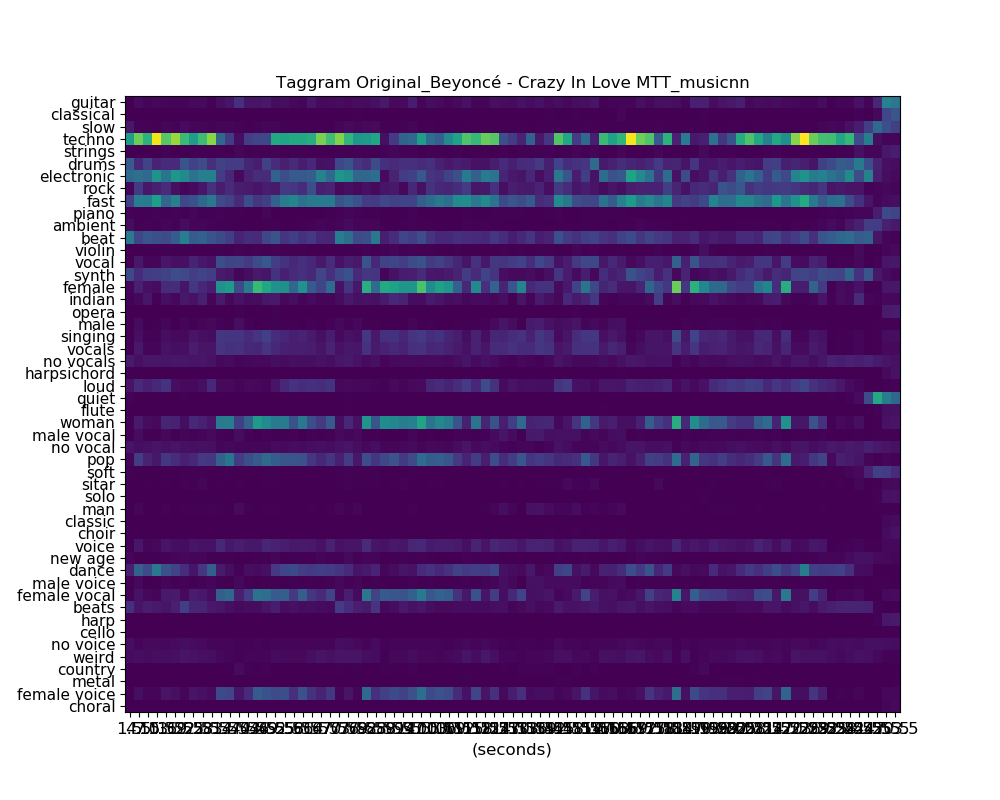 Taggram Original_Beyoncé - Crazy In Love MTT_musicnn
guitar
classical
slow
techno
strings
drums
electronic
rock
fast
piano
ambient
beat
violin
vocal
synth
female
indian
opera
male
singing
vocals
no vocals
harpsichord
loud
quiet
flute
woman
male vocal
no vocal
pop
soft
sitar
solo
man
classic
choir
voice
new age
dance
male voice
female vocal
beats
harp
cello
no voice
weird
country
metal
female voice
choral
(seconds)